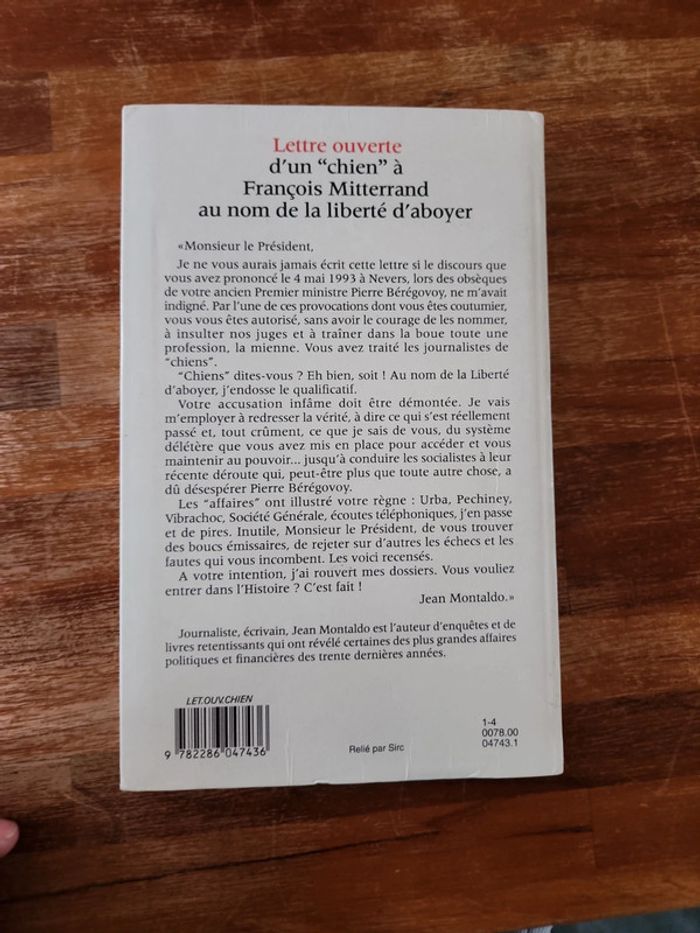 Lettre ouverte
d'un “chien” à
François Mitterrand
au nom de la liberté d'aboyer
«Monsieur le Président,
Je ne vous aurais jamais écrit cette lettre si le discours que
vous avez prononcé le 4 mai 1993 à Nevers, lors des obsèques
de votre ancien Premier ministre Pierre Bérégovoy, ne m'avait
indigné. Par l'une de ces provocations dont vous êtes coutumier,
vous vous êtes autorisé, sans avoir le courage de les nommer,
à insulter nos juges et à traîner dans la boue toute une
profession, la mienne. Vous avez traité les journalistes de
“chiens”.
“Chiens” dites-vous ? Eh bien, soit ! Au nom de la Liberté
d'aboyer, j'endosse le qualificatif.
Votre accusation infâme doit être démontée. Je vais
m'employer à redresser la vérité, à dire ce qui s'est réellement
passé et, tout crûment, ce que je sais de vous, du système
délétère que vous avez mis en place pour accéder et vous
maintenir au pouvoir... jusqu'à conduire les socialistes à leur
récente déroute qui, peut-être plus que toute autre chose, a
dû désespérer Pierre Bérégovoy.
Les “affaires” ont illustré votre règne : Urba, Pechiney,
Vibrachoc, Société Générale, écoutes téléphoniques, j'en passe
et de pires. Inutile, Monsieur le Président, de vous trouver
des boucs émissaires, de rejeter sur d'autres les échecs et les
fautes qui vous incombent. Les voici recensés.
A votre intention, j'ai rouvert mes dossiers. Vous vouliez
entrer dans l'Histoire ? C'est fait !
Jean Montaldo.»
Journaliste, écrivain, Jean Montaldo est l'auteur d'enquêtes et de
livres retentissants qui ont révélé certaines des plus grandes affaires
politiques et financières des trente dernières années.
LET.OUV.CHIEN
9 782286 047436
Relié par Sirc
1-4
0078.00
04743.1